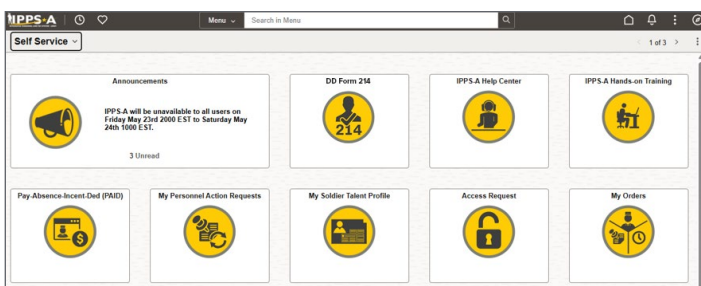 IPPS-A
Menu
Search in Menu
Self Service
1 of 3
Announcements
IPPS-A will be unavailable to all users on
Friday May 23rd 2000 EST to Saturday May
24th 1000 EST.
3 Unread
DD Form 214
214
IPPS-A Help Center
IPPS-A Hands-on Training
Pay-Absence-Incent-Ded (PAID)
My Personnel Action Requests
My Soldier Talent Profile
Access Request
My Orders